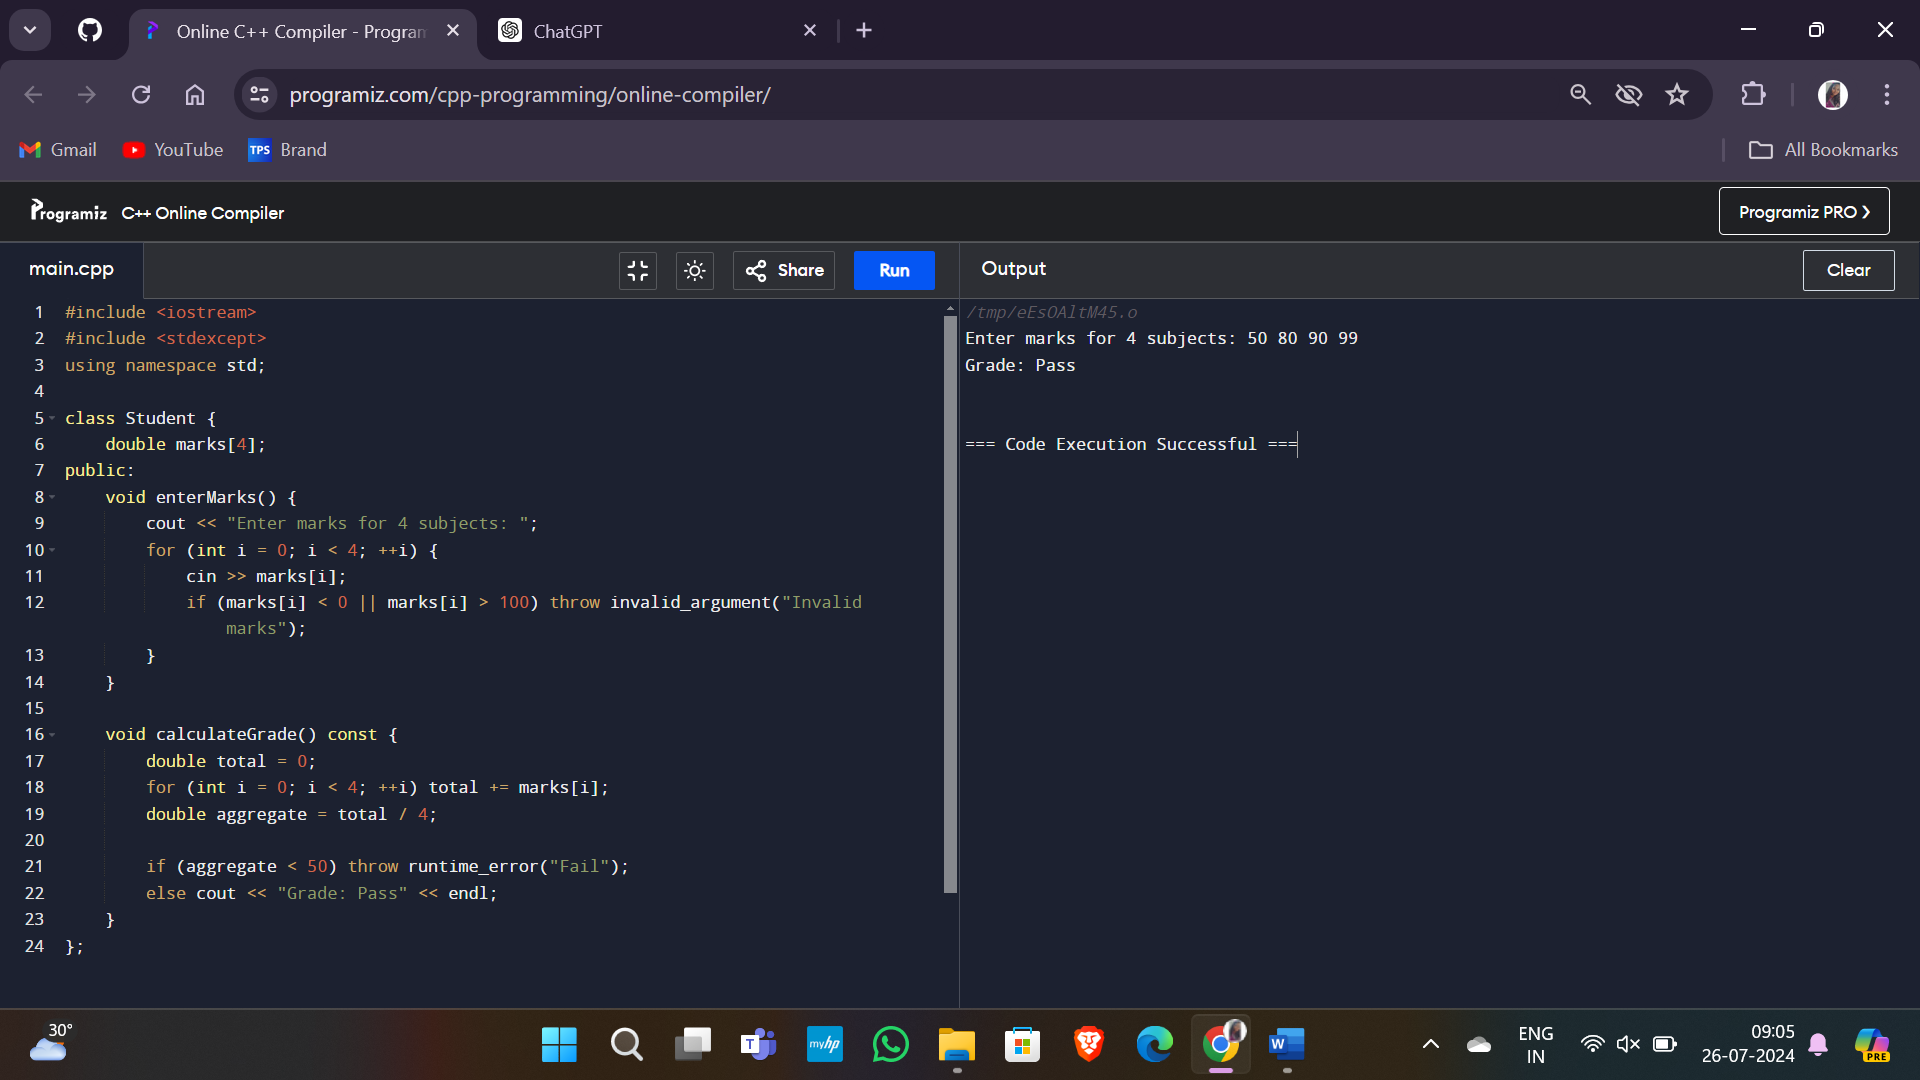 Online C++ Compiler - Program
ChatGPT
programiz.com/cpp-programming/online-compiler/
Gmail
YouTube
TPS
Brand
All Bookmarks
Programiz
C++ Online Compiler
Programiz PRO ❯
main.cpp
Share
Run
Output
Clear
1 #include <iostream>
2 #include <stdexcept>
3 using namespace std;
4
5 class Student {
6     double marks[4];
7 public:
8     void enterMarks() {
9         cout << "Enter marks for 4 subjects: ";
10         for (int i = 0; i < 4; ++i) {
11             cin >> marks[i];
12             if (marks[i] < 0 || marks[i] > 100) throw invalid_argument("Invalid
marks");
13         }
14     }
15
16     void calculateGrade() const {
17         double total = 0;
18         for (int i = 0; i < 4; ++i) total += marks[i];
19         double aggregate = total / 4;
20
21         if (aggregate < 50) throw runtime_error("Fail");
22         else cout << "Grade: Pass" << endl;
23     }
24 };
/tmp/eEsOAltM45.o
Enter marks for 4 subjects: 50 80 90 99
Grade: Pass
=== Code Execution Successful ===
30°
T
myhp
W
ENG
IN
09:05
26-07-2024
PRE